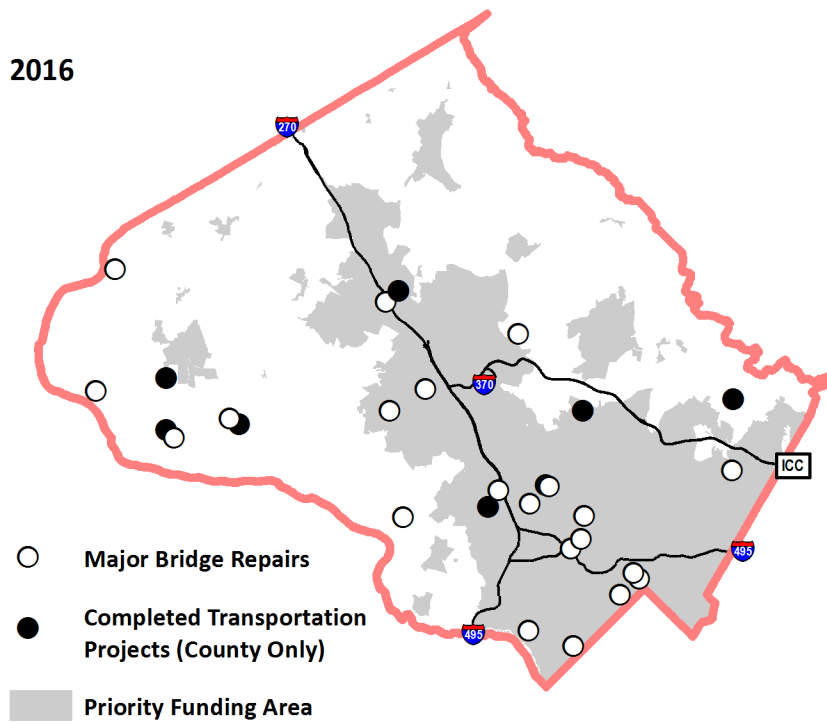 2016
270
370
ICC
495
495
Major Bridge Repairs
Completed Transportation
Projects (County Only)
Priority Funding Area